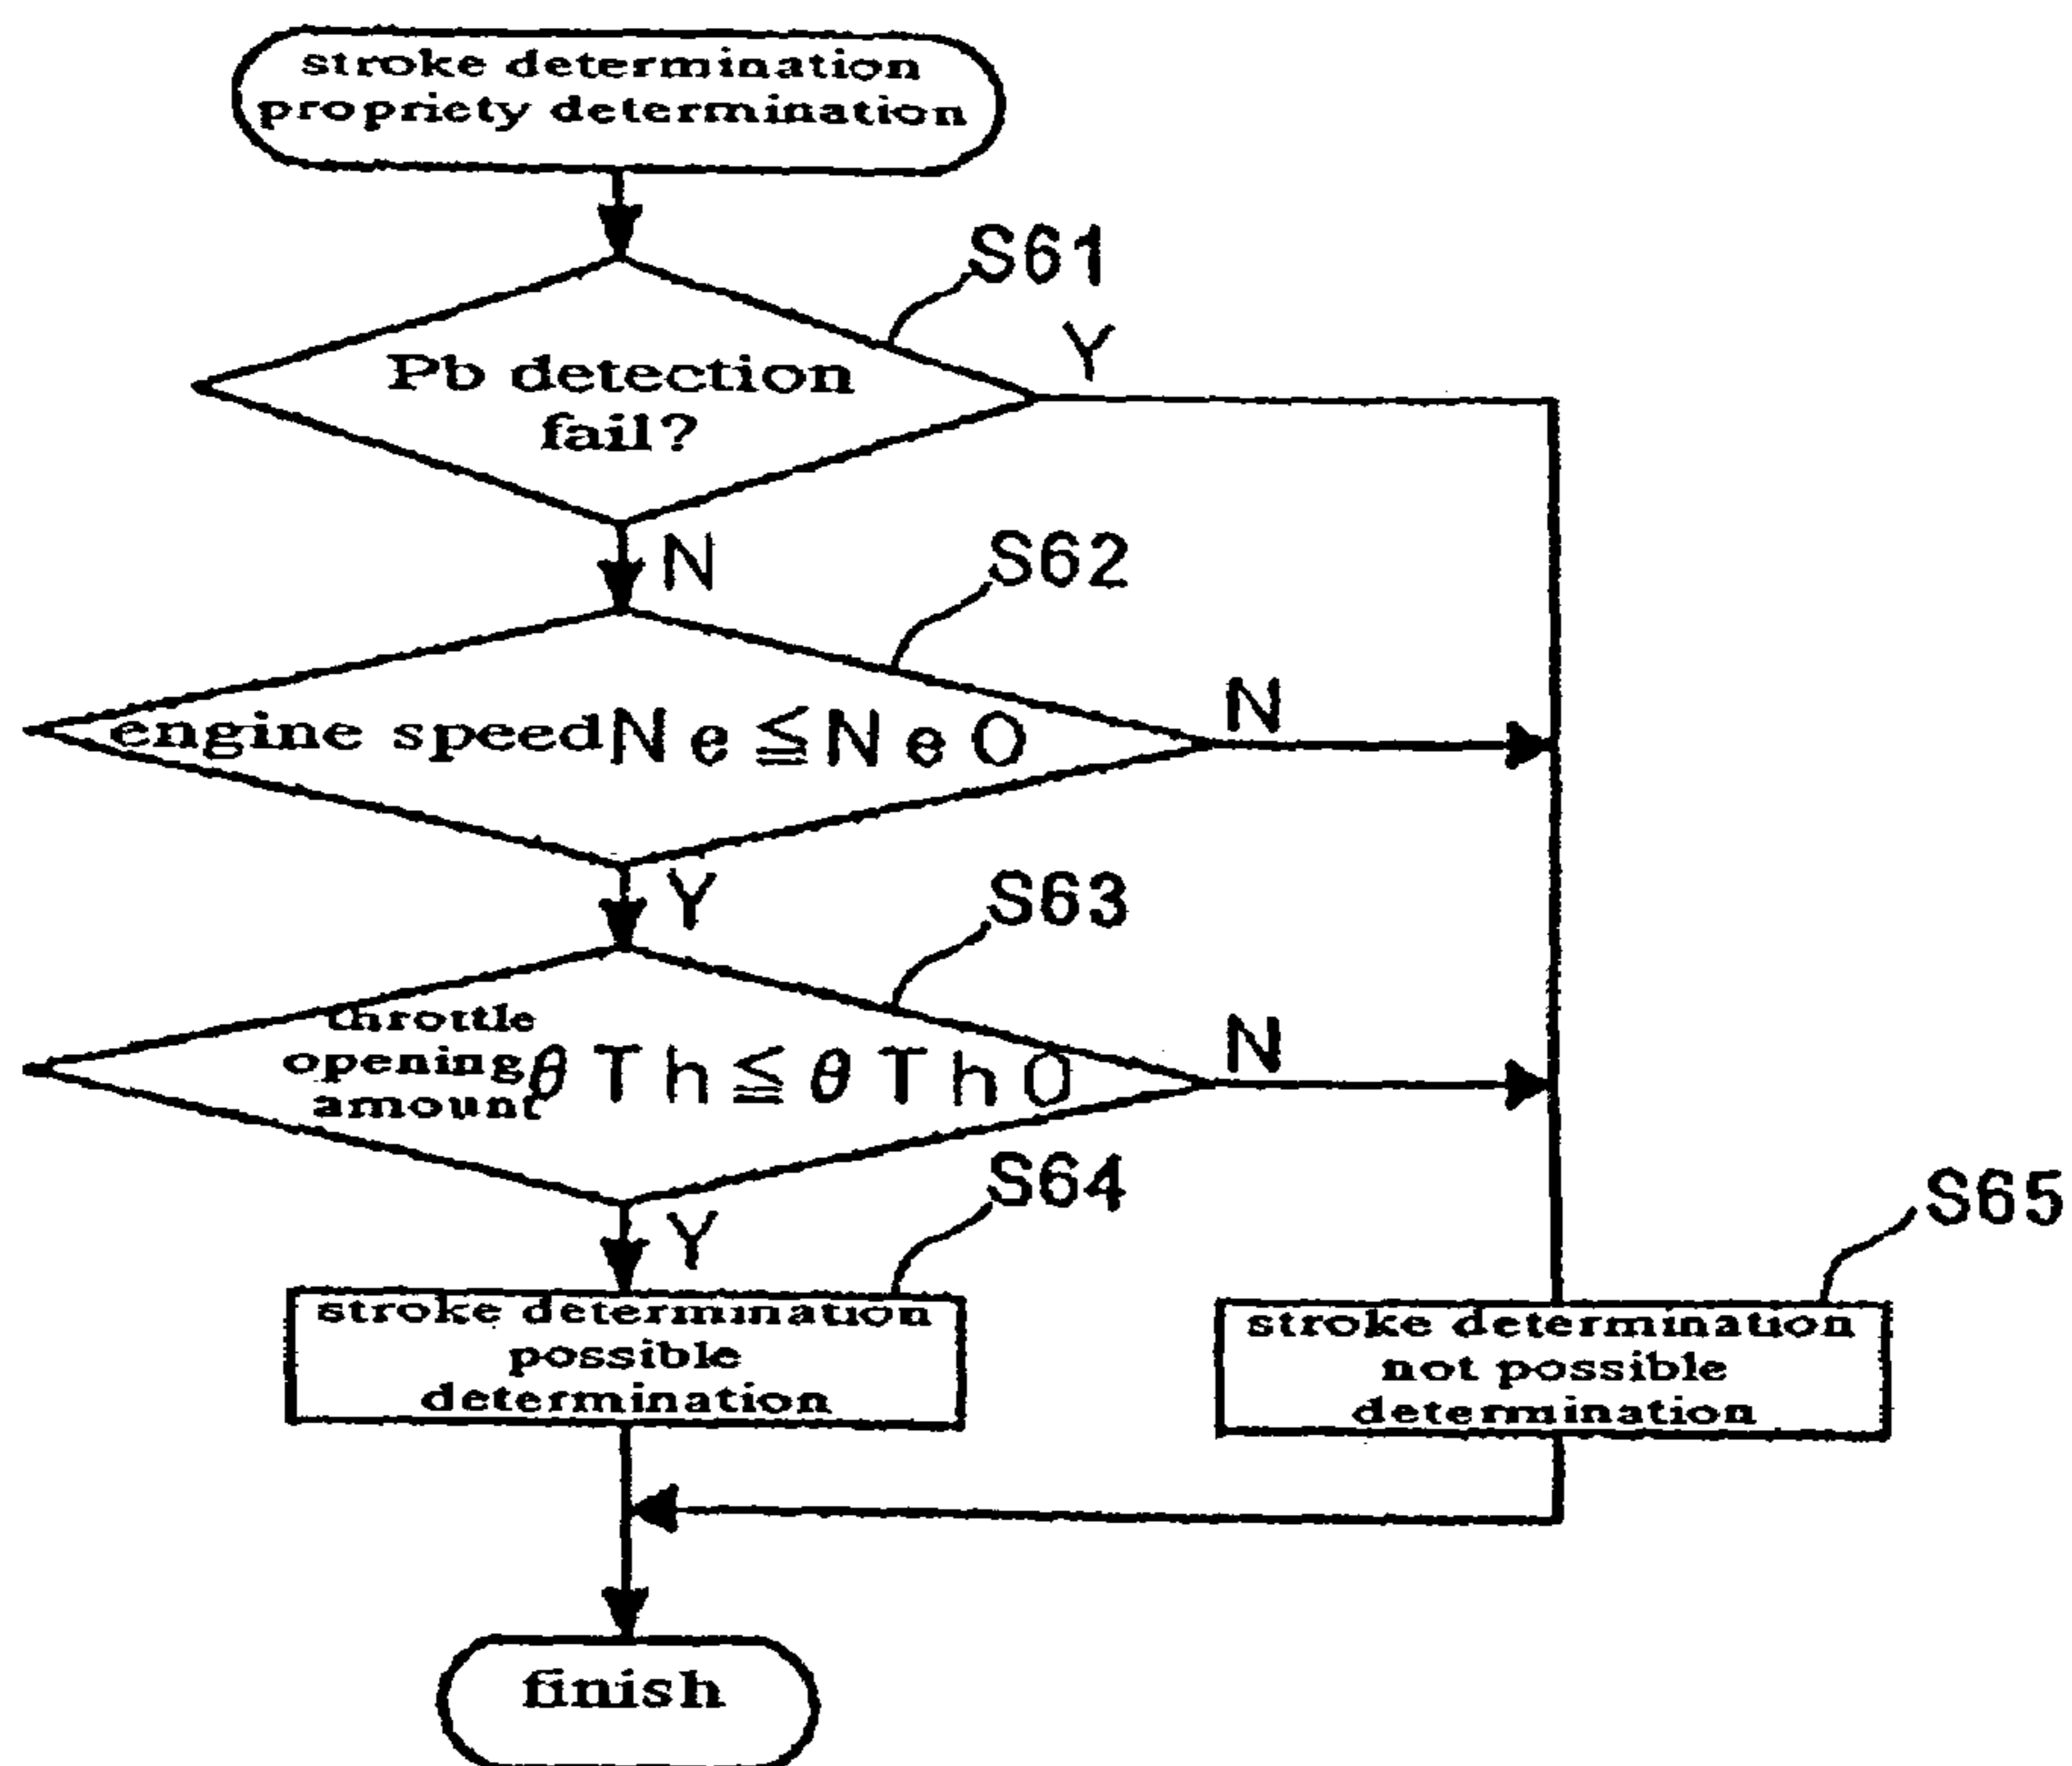 stroke determination
propriety determination
S61
Y
Pb detection
fail?
N
S62
engine speed Ne≦Ne0
N
Y
S63
throttle
opening
amount
θTh≦θTh0
N
Y
S64
S65
stroke determination
possible
determination
stroke determination
not possible
determination
finish